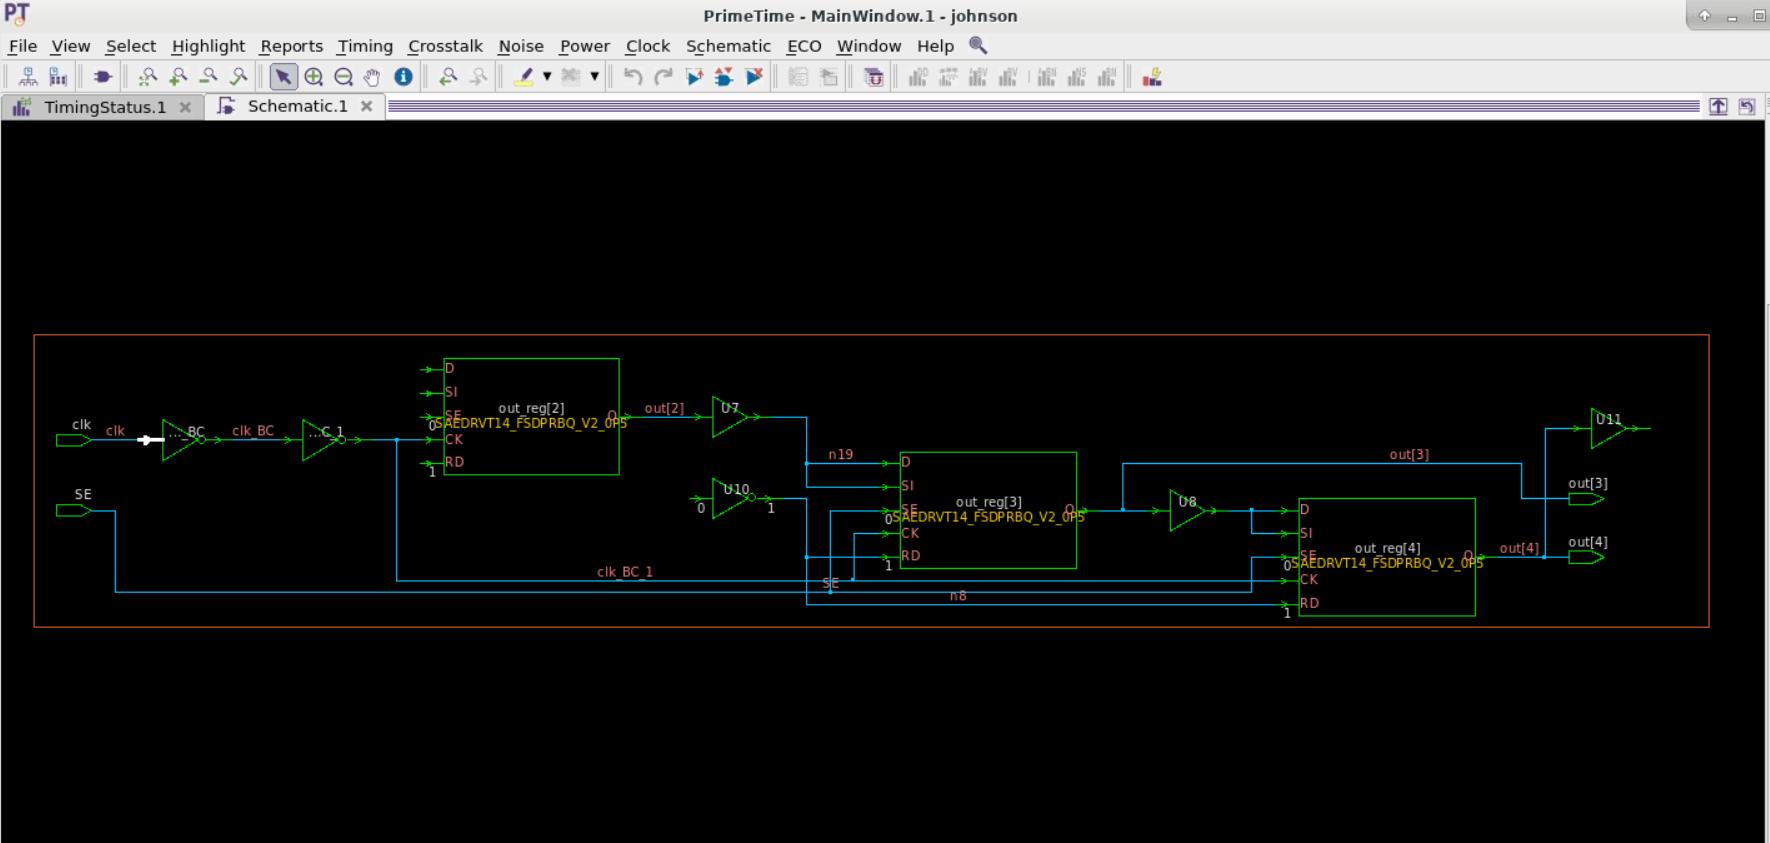 PT
PrimeTime - MainWindow.1 - johnson
File View Select Highlight Reports Timing Crosstalk Noise Power Clock Schematic ECO Window Help
TimingStatus.1 Schematic.1
D
SI
SE
0
CK
RD
1
out_reg[2]
SAEDRVT14_FSDPRBQ_V2_0P5
Q
out[2]
U7
clk
clk
..._BC
clk_BC
...C_1
SE
n19
U10
0
1
D
SI
SE
0
CK
RD
1
out_reg[3]
SAEDRVT14_FSDPRBQ_V2_0P5
Q
U8
out[3]
U11
out[3]
D
SI
SE
0
CK
RD
1
out_reg[4]
SAEDRVT14_FSDPRBQ_V2_0P5
Q
out[4]
out[4]
clk_BC_1
SE
n8